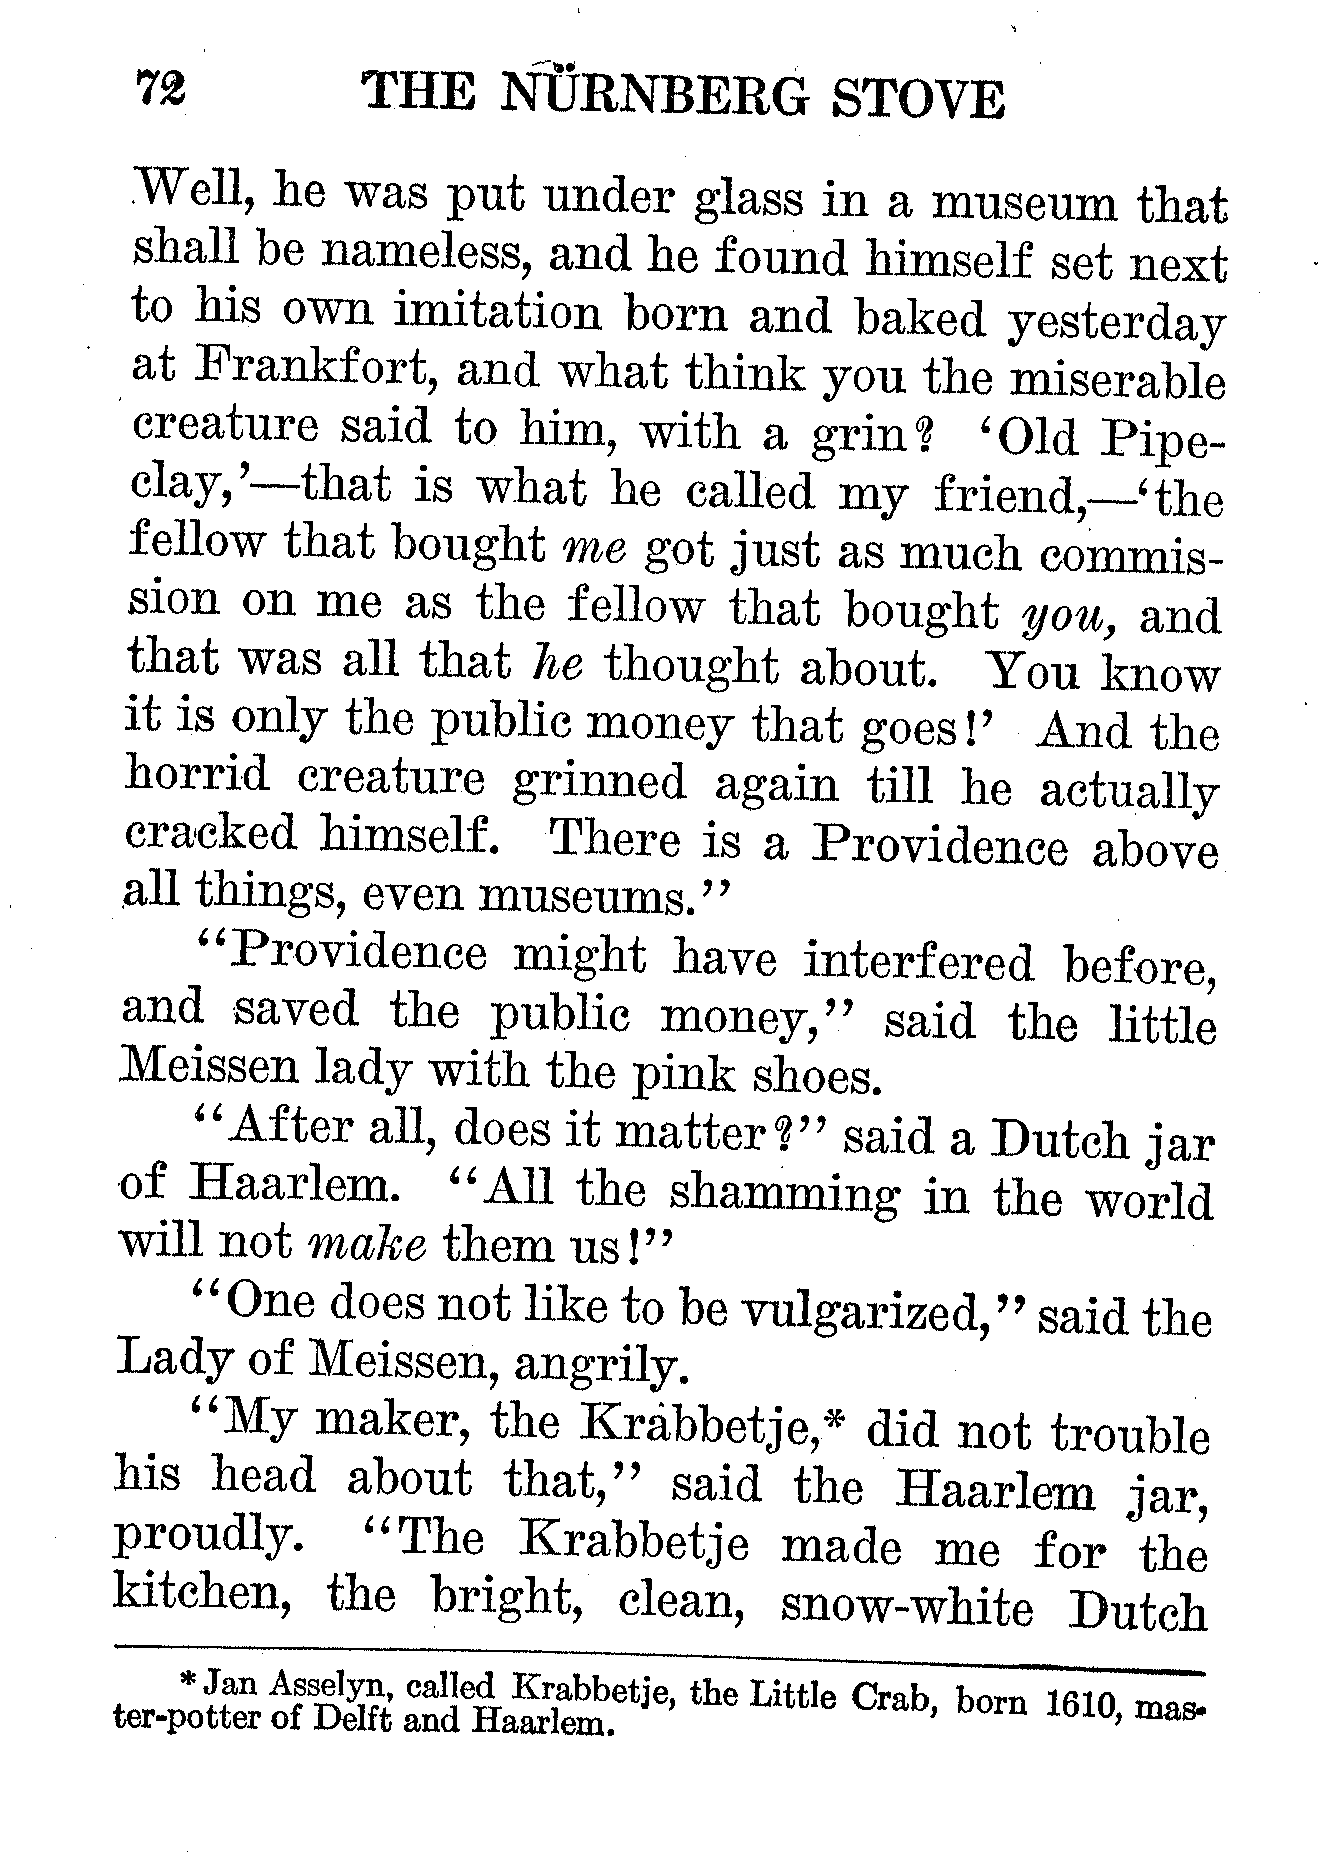 72 THE NÜRNBERG STOVE
Well, he was put under glass in a museum that
shall be nameless, and he found himself set next
to his own imitation born and baked yesterday
at Frankfort, and what think you the miserable
creature said to him, with a grin? ‘Old Pipe-
clay,’—that is what he called my friend,—‘the
fellow that bought me got just as much commis-
sion on me as the fellow that bought you, and
that was all that he thought about. You know
it is only the public money that goes!’ And the
horrid creature grinned again till he actually
cracked himself. There is a Providence above
all things, even museums.”
“Providence might have interfered before,
and saved the public money,” said the little
Meissen lady with the pink shoes.
“After all, does it matter?” said a Dutch jar
of Haarlem. “All the shamming in the world
will not make them us!”
“One does not like to be vulgarized,” said the
Lady of Meissen, angrily.
“My maker, the Krabbetje,* did not trouble
his head about that,” said the Haarlem jar,
proudly. “The Krabbetje made me for the
kitchen, the bright, clean, snow-white Dutch
* Jan Asselyn, called Krabbetje, the Little Crab, born 1610, mas-
ter-potter of Delft and Haarlem.